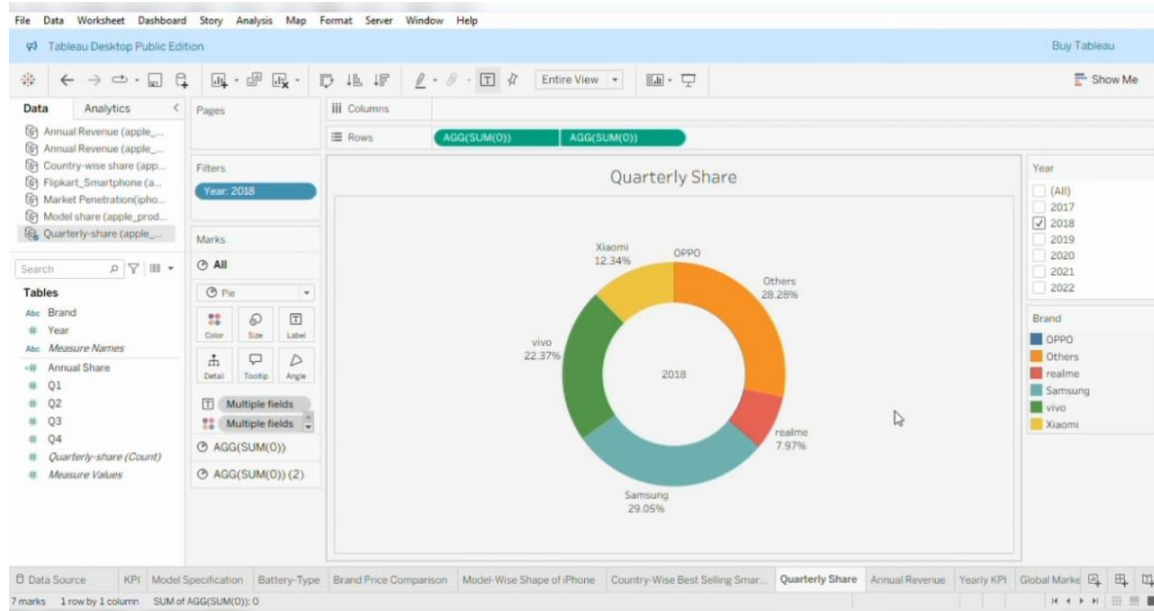 File Data Worksheet Dashboard Story Analysis Map Format Server Window Help
Tableau Desktop Public Edition
Buy Tableau
Entire View
Show Me
Data Analytics
Annual Revenue (apple_...
Annual Revenue (apple_...
Country-wise share (app...
Flipkart_Smartphone (a...
Market Penetration(ipho...
Model share (apple_prod...
Quarterly-share (apple_...
Search
Tables
Abc Brand
# Year
Abc Measure Names
# Annual Share
# Q1
# Q2
# Q3
# Q4
# Quarterly-share (Count)
# Measure Values
Pages
Filters
Year: 2018
Marks
All
Pie
Color Size Label
Detail Tooltip Angle
Multiple fields
Multiple fields
AGG(SUM(0))
AGG(SUM(0)) (2)
Columns
Rows AGG(SUM(0)) AGG(SUM(0))
Quarterly Share
Xiaomi
12.34%
OPPO
Others
28.28%
vivo
22.37%
2018
realme
7.97%
Samsung
29.05%
Year
(All)
2017
2018
2019
2020
2021
2022
Brand
OPPO
Others
realme
Samsung
vivo
Xiaomi
Data Source KPI Model Specification Battery-Type Brand Price Comparison Model-Wise Shape of iPhone Country-Wise Best Selling Smar... Quarterly Share Annual Revenue Yearly KPI Global Marke
7 marks 1 row by 1 column SUM of AGG(SUM(0)): 0